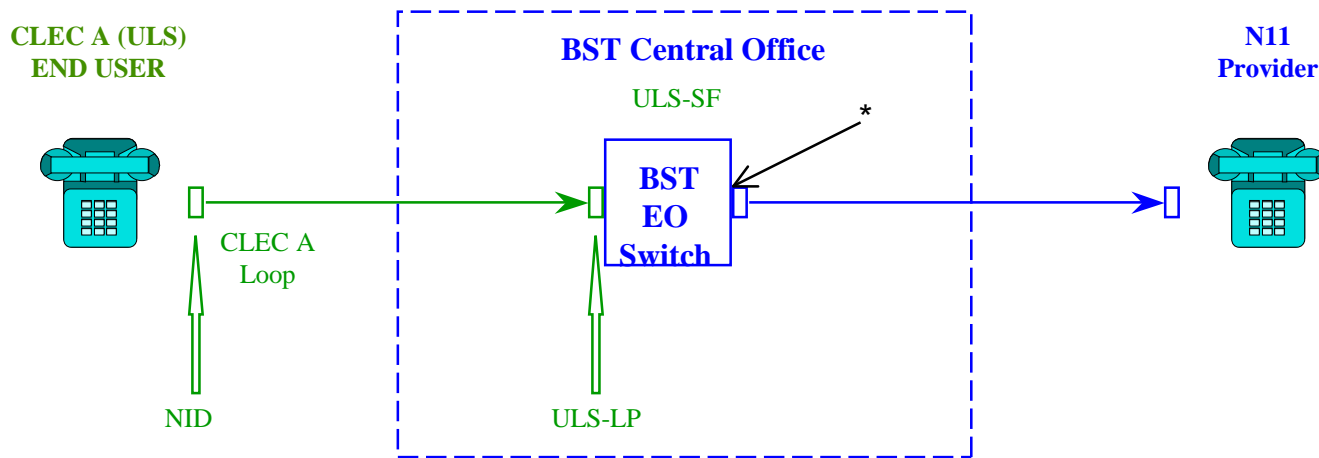 CLEC A (ULS)
END USER
BST Central Office
N11
Provider
ULS-SF
*
BST
EO
Switch
CLEC A
Loop
NID
ULS-LP